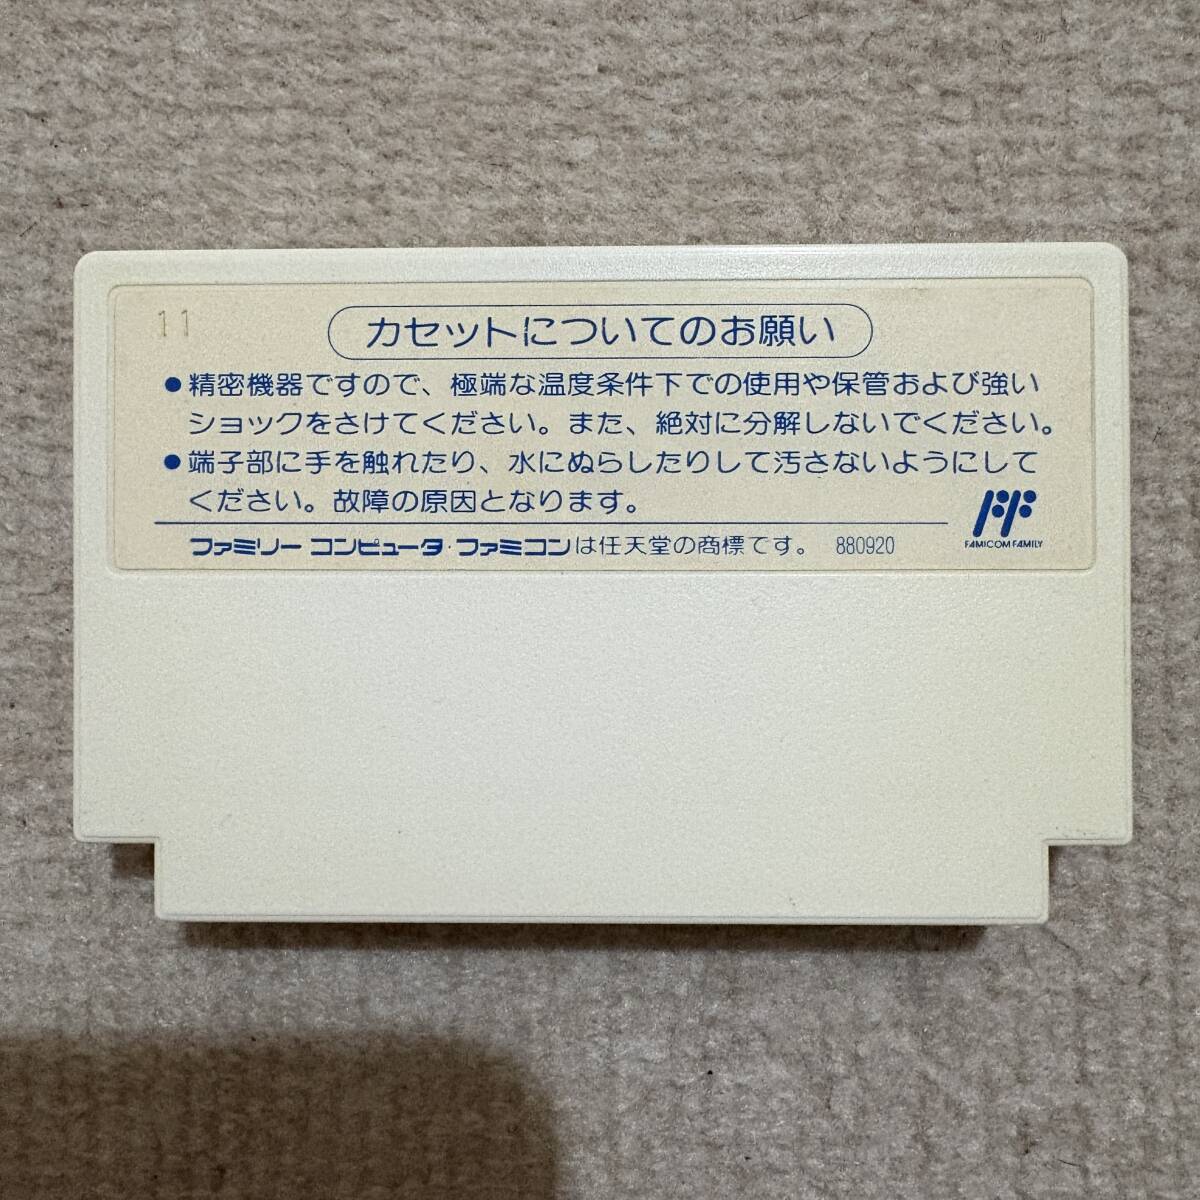 11
カセットについてのお願い
●精密機器ですので、極端な温度条件下での使用や保管および強い
ショックをさけてください。また、絶対に分解しないでください。
●端子部に手を触れたり、水にぬらしたりして汚さないようにして
ください。故障の原因となります。
FAMICOM FAMILY
ファミリーコンピュータ・ファミコンは任天堂の商標です。 880920